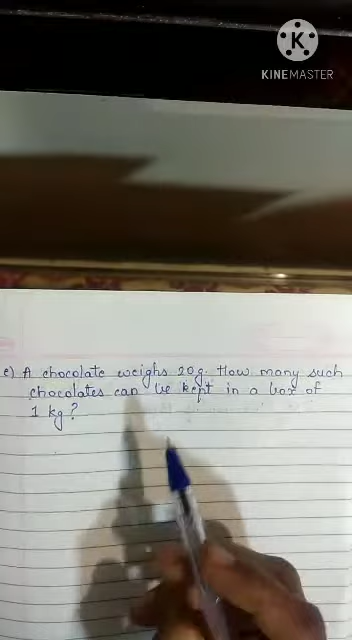 K
KINEMASTER
e) A chocolate weighs 20g. How many such
chocolates can be kept in a box of
1 kg?